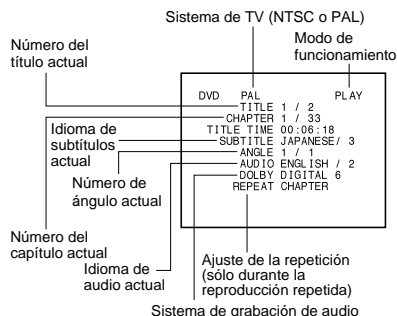 Sistema de TV (NTSC o PAL)
Número del
título actual
Modo de
funcionamiento
DVD PAL PLAY
TITLE 1 / 2
CHAPTER 1 / 33
TITLE TIME 00:06:18
SUBTITLE JAPANESE/ 3
ANGLE 1 / 1
AUDIO ENGLISH / 2
DOLBY DIGITAL 6
REPEAT CHAPTER
Idioma de
subtítulos
actual
Número de
ángulo actual
Número del
capítulo actual
Idioma de
audio actual
Ajuste de la repetición
(sólo durante la
reproducción repetida)
Sistema de grabación de audio